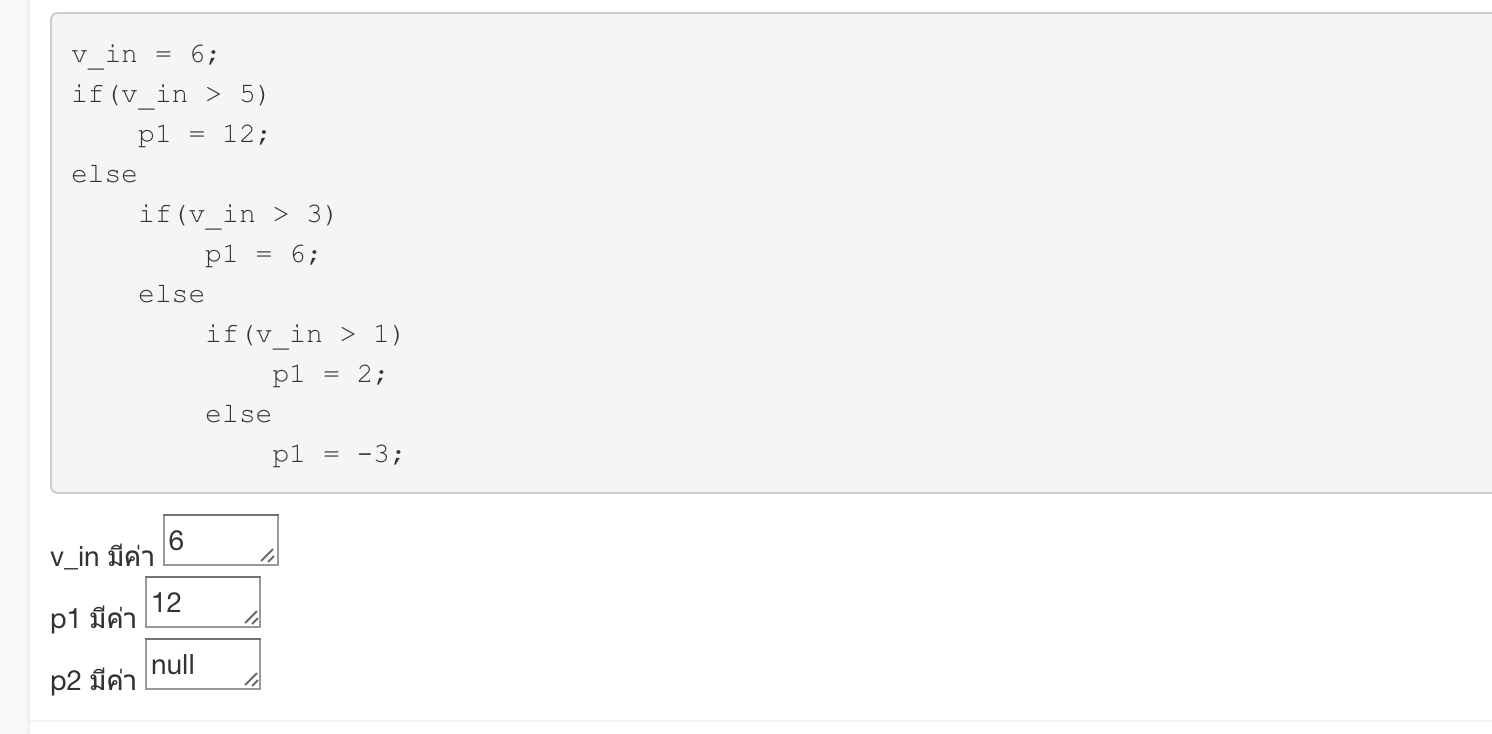 v_in = 6;
if(v_in > 5)
    p1 = 12;
else
    if(v_in > 3)
        p1 = 6;
    else
        if(v_in > 1)
            p1 = 2;
        else
            p1 = -3;
v_in มีค่า 6
p1 มีค่า 12
p2 มีค่า null